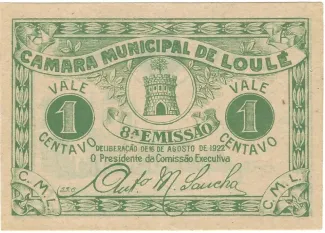 CAMARA MUNICIPAL DE LOULÉ
VALE
1
CENTAVO
VALE
1
CENTAVO
8ª EMISSÃO
DELIBERAÇÃO DE 16 DE AGOSTO DE 1922
O Presidente da Comissão Executiva
C.M.L.
C.M.L.